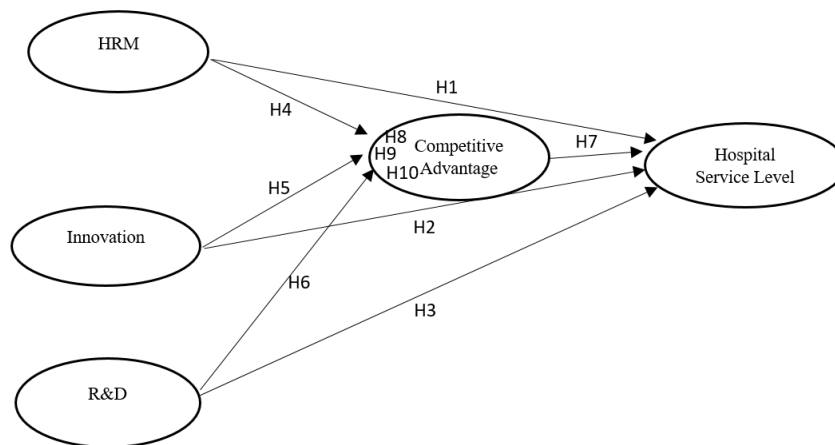 HRM
H1
H4
H8
H9
H10
Competitive
Advantage
H7
Hospital
Service Level
H5
Innovation
H2
H6
H3
R&D